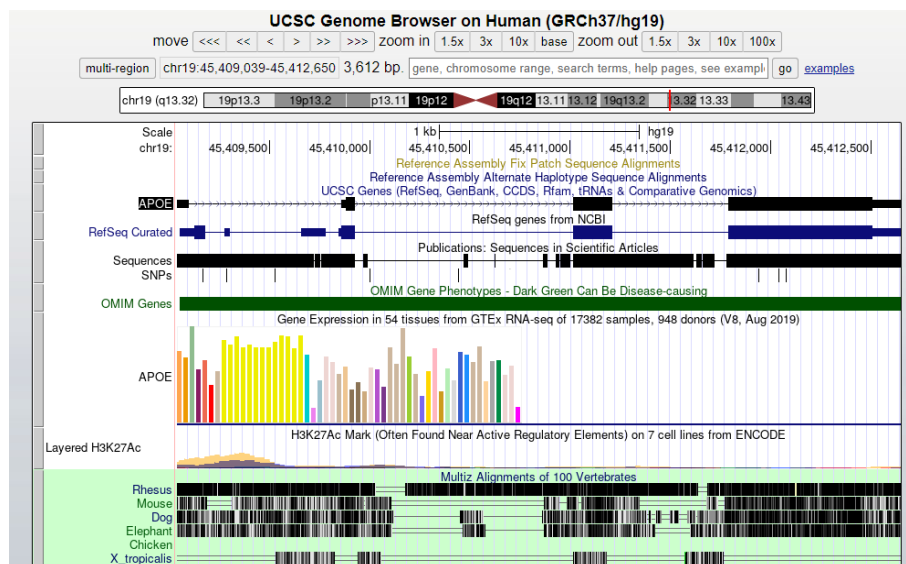 UCSC Genome Browser on Human (GRCh37/hg19)
move <<< << < > >> >>> zoom in 1.5x 3x 10x base zoom out 1.5x 3x 10x 100x
multi-region chr19:45,409,039-45,412,650 3,612 bp. gene, chromosome range, search terms, help pages, see exampl go examples
chr19 (q13.32) 19p13.3 19p13.2 p13.11 19p12 19q12 13.11 13.12 19q13.2 13.32 13.33 13.43
Scale 1 kb hg19
chr19: 45,409,500 45,410,000 45,410,500 45,411,000 45,411,500 45,412,000 45,412,500
Reference Assembly Fix Patch Sequence Alignments
Reference Assembly Alternate Haplotype Sequence Alignments
UCSC Genes (RefSeq, GenBank, CCDS, Rfam, tRNAs & Comparative Genomics)
APOE
RefSeq genes from NCBI
RefSeq Curated
Publications: Sequences in Scientific Articles
Sequences
SNPs
OMIM Gene Phenotypes - Dark Green Can Be Disease-causing
OMIM Genes
Gene Expression in 54 tissues from GTEx RNA-seq of 17382 samples, 948 donors (V8, Aug 2019)
APOE
H3K27Ac Mark (Often Found Near Active Regulatory Elements) on 7 cell lines from ENCODE
Layered H3K27Ac
Multiz Alignments of 100 Vertebrates
Rhesus
Mouse
Dog
Elephant
Chicken
X_tropicalis